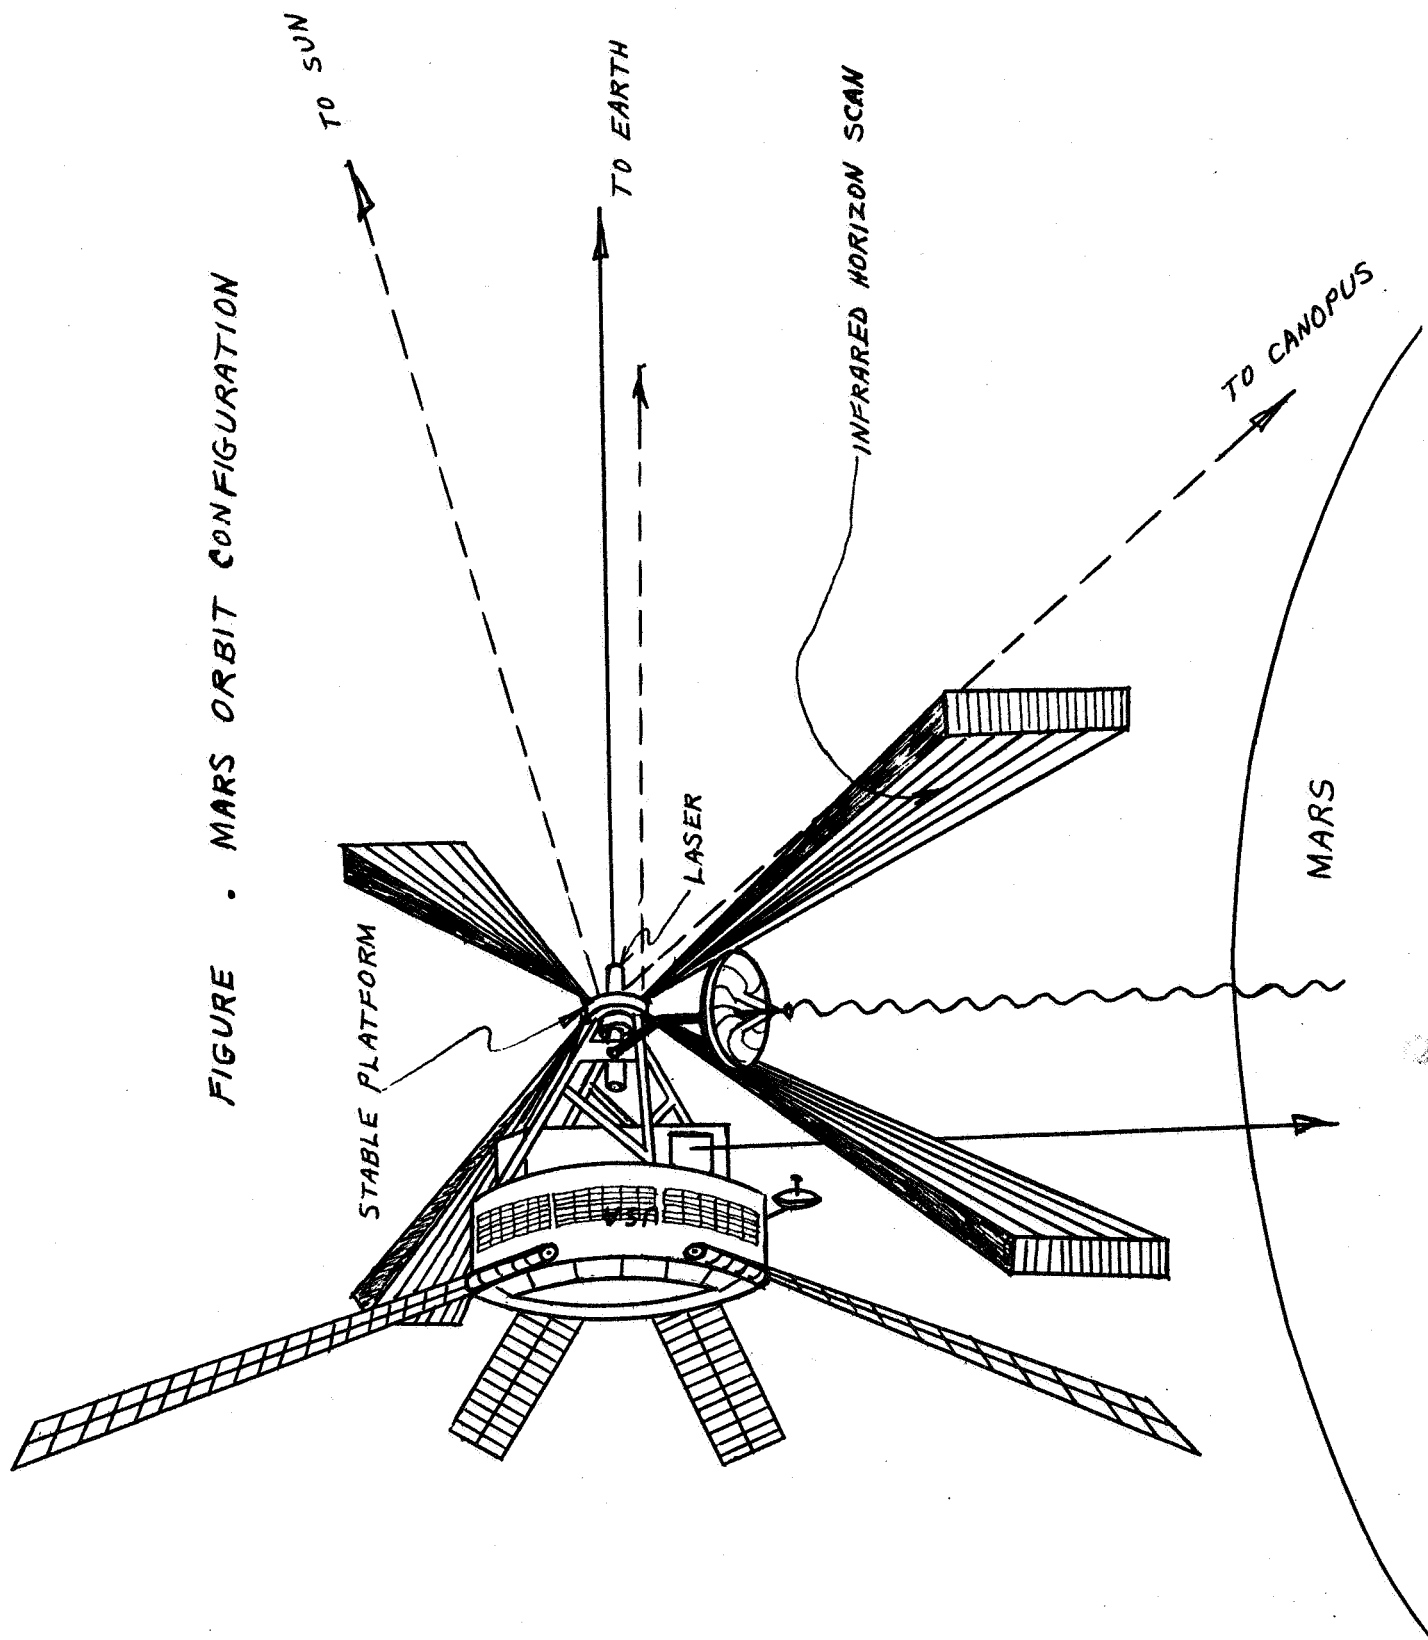 FIGURE . MARS ORBIT CONFIGURATION
TO SUN
STABLE PLATFORM
TO EARTH
LASER
USA
INFRARED HORIZON SCAN
TO CANOPUS
MARS